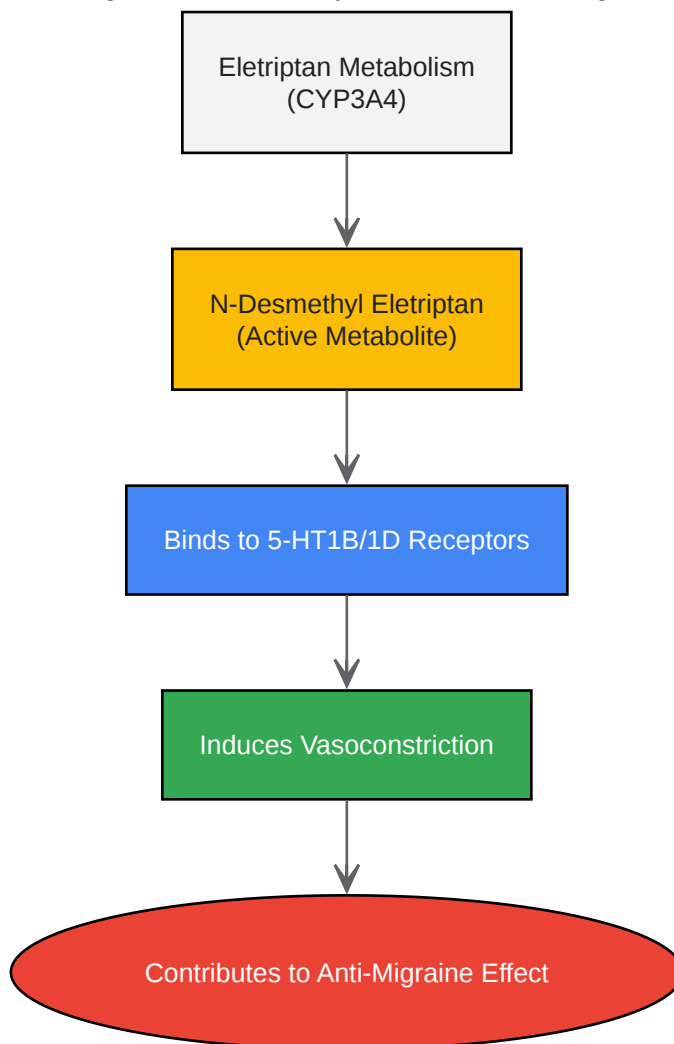 Eletriptan Metabolism
(CYP3A4)
N-Desmethyl Eletriptan
(Active Metabolite)
Binds to 5-HT1B/1D Receptors
Induces Vasoconstriction
Contributes to Anti-Migraine Effect